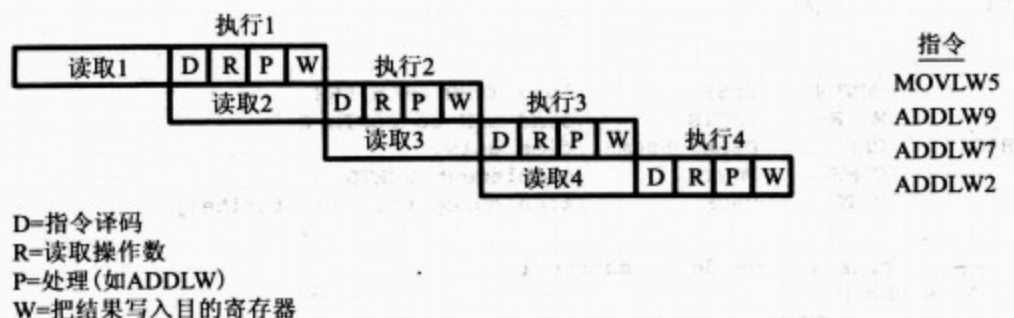 执行1
读取1 D R P W
执行2
读取2 D R P W
执行3
读取3 D R P W
执行4
读取4 D R P W
指令
MOVLW5
ADDLW9
ADDLW7
ADDLW2
D=指令译码
R=读取操作数
P=处理(如ADDLW)
W=把结果写入目的寄存器